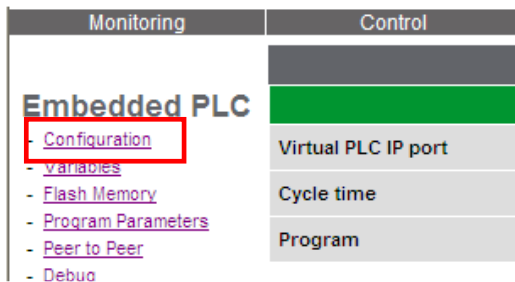 Monitoring
Control
Embedded PLC
- Configuration
- Variables
- Flash Memory
- Program Parameters
- Peer to Peer
- Debug
Virtual PLC IP port
Cycle time
Program